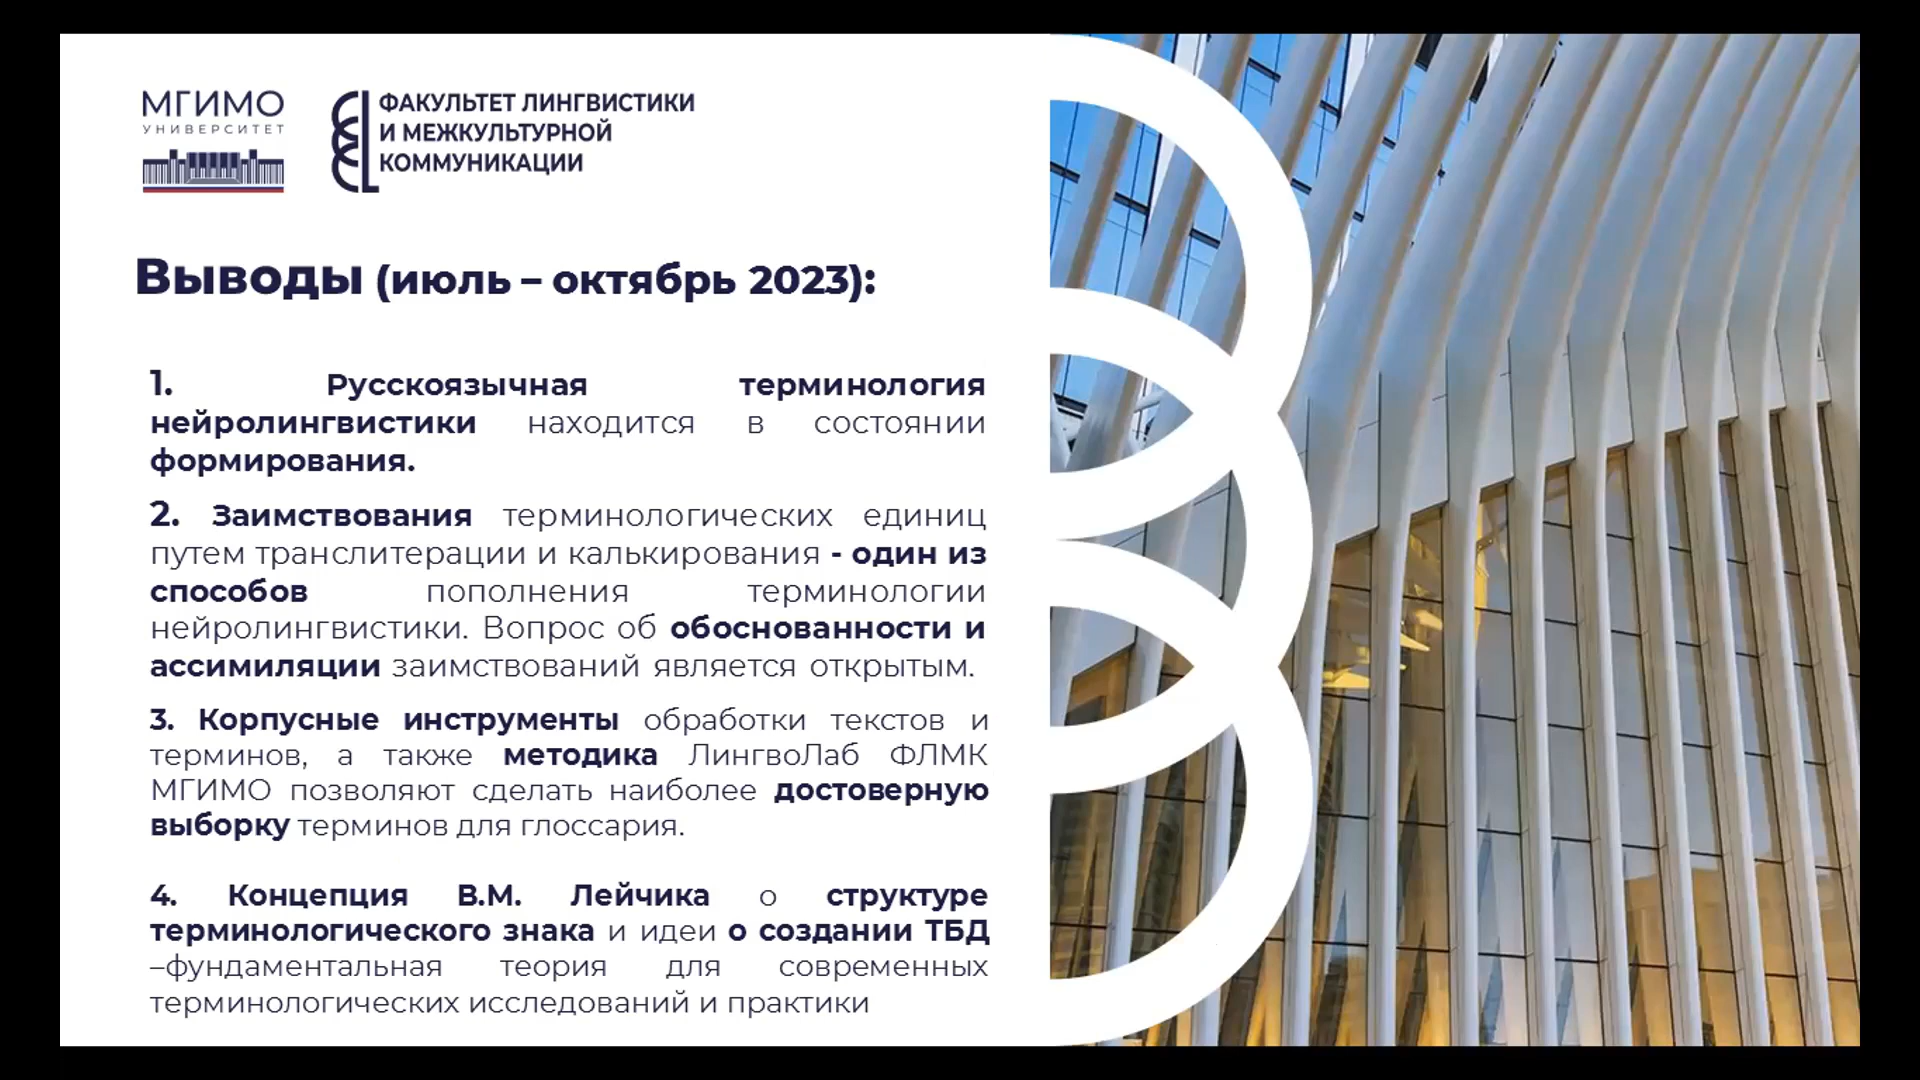 МГИМО
УНИВЕРСИТЕТ
ФАКУЛЬТЕТ ЛИНГВИСТИКИ
И МЕЖКУЛЬТУРНОЙ
КОММУНИКАЦИИ
Выводы (июль – октябрь 2023):
1. Русскоязычная терминология
нейролингвистики находится в состоянии
формирования.
2. Заимствования терминологических единиц
путем транслитерации и калькирования - один из
способов пополнения терминологии
нейролингвистики. Вопрос об обоснованности и
ассимиляции заимствований является открытым.
3. Корпусные инструменты обработки текстов и
терминов, а также методика ЛингвоЛаб ФЛМК
МГИМО позволяют сделать наиболее достоверную
выборку терминов для глоссария.
4. Концепция В.М. Лейчика о структуре
терминологического знака и идеи о создании ТБД
–фундаментальная теория для современных
терминологических исследований и практики